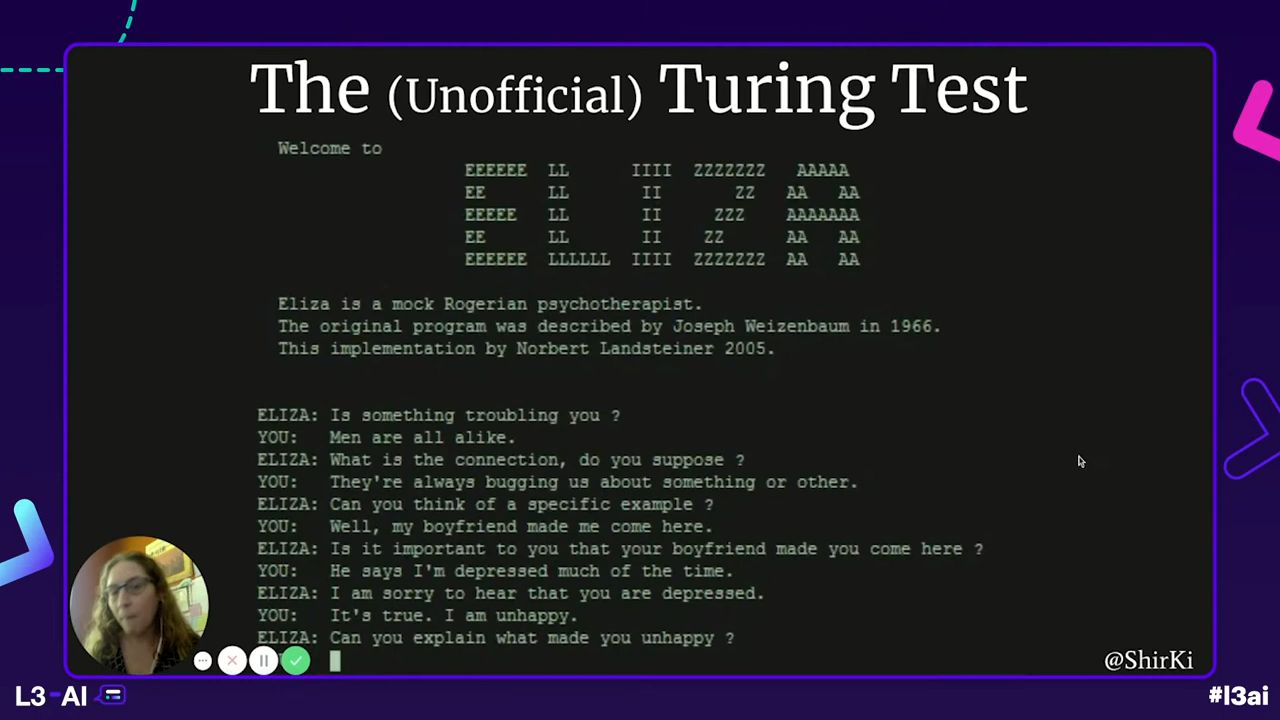 The (Unofficial) Turing Test
Welcome to
EEEEEE LL IIII ZZZZZZZ AAAAA
EE LL II ZZ AA AA
EEEEE LL II ZZZ AAAAAAA
EE LL II ZZ AA AA
EEEEEE LLLLLL IIII ZZZZZZZ AA AA
Eliza is a mock Rogerian psychotherapist.
The original program was described by Joseph Weizenbaum in 1966.
This implementation by Norbert Landsteiner 2005.
ELIZA: Is something troubling you ?
YOU: Men are all alike.
ELIZA: What is the connection, do you suppose ?
YOU: They're always bugging us about something or other.
ELIZA: Can you think of a specific example ?
YOU: Well, my boyfriend made me come here.
ELIZA: Is it important to you that your boyfriend made you come here ?
YOU: He says I'm depressed much of the time.
ELIZA: I am sorry to hear that you are depressed.
YOU: It's true. I am unhappy.
ELIZA: Can you explain what made you unhappy ?
@ShirKi
L3-AI
#l3ai